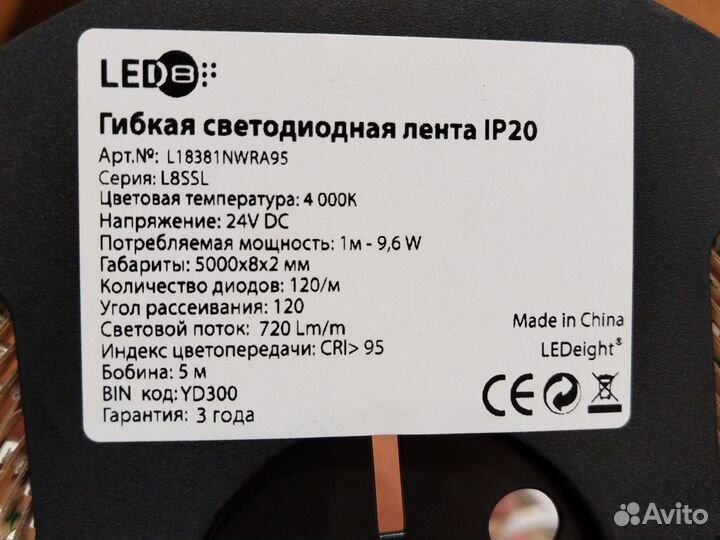 LED8
Гибкая светодиодная лента IP20
Арт.№: L18381NWRA95
Серия: L8SSL
Цветовая температура: 4 000K
Напряжение: 24V DC
Потребляемая мощность: 1м - 9,6 W
Габариты: 5000x8x2 мм
Количество диодов: 120/м
Угол рассеивания: 120
Световой поток: 720 Lm/m
Индекс цветопередачи: CRI> 95
Бобина: 5 м
BIN код: YD300
Гарантия: 3 года
Made in China
LEDeight®
CE
Avito